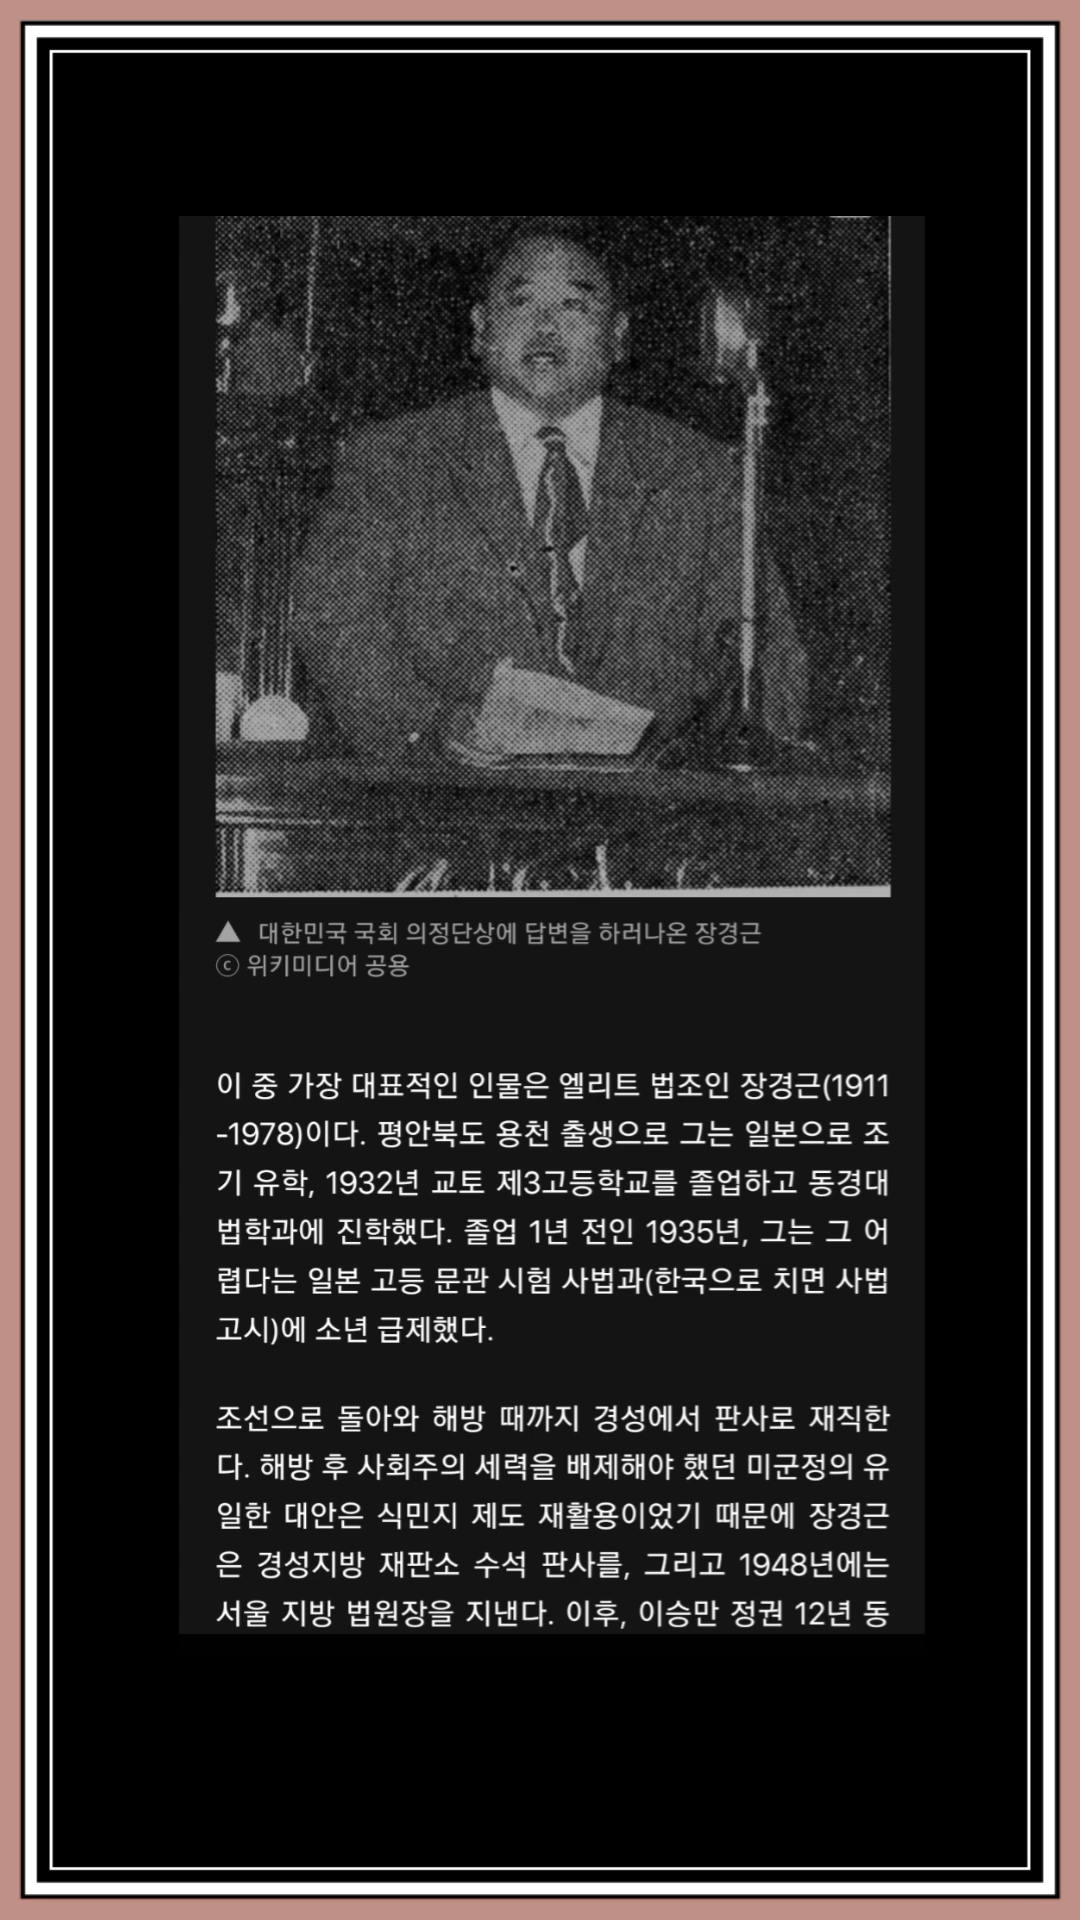 ▲ 대한민국 국회 의정단상에 답변을 하러나온 장경근
ⓒ 위키미디어 공용
이 중 가장 대표적인 인물은 엘리트 법조인 장경근(1911
-1978)이다. 평안북도 용천 출생으로 그는 일본으로 조
기 유학, 1932년 교토 제3고등학교를 졸업하고 동경대
법학과에 진학했다. 졸업 1년 전인 1935년, 그는 그 어
렵다는 일본 고등 문관 시험 사법과(한국으로 치면 사법
고시)에 소년 급제했다.
조선으로 돌아와 해방 때까지 경성에서 판사로 재직한
다. 해방 후 사회주의 세력을 배제해야 했던 미군정의 유
일한 대안은 식민지 제도 재활용이었기 때문에 장경근
은 경성지방 재판소 수석 판사를, 그리고 1948년에는
서울 지방 법원장을 지낸다. 이후, 이승만 정권 12년 동